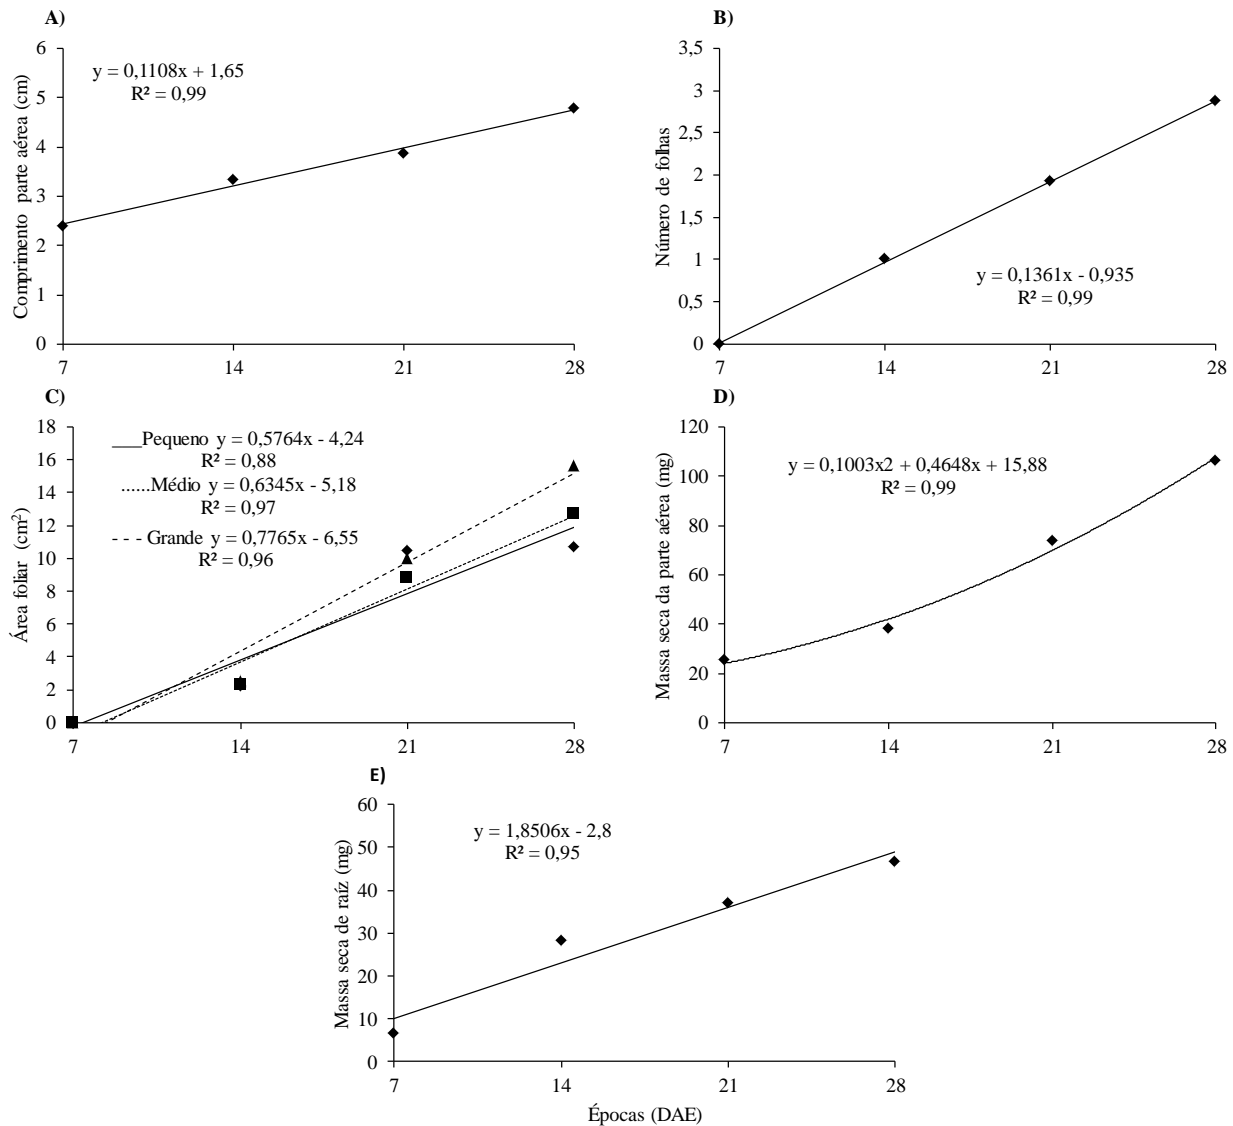 A)
Comprimento parte aérea (cm)
6
5
4
3
2
1
0
y = 0,1108x + 1,65
R² = 0,99
7 14 21 28
B)
Número de folhas
3,5
3
2,5
2
1,5
1
0,5
0
y = 0,1361x - 0,935
R² = 0,99
7 14 21 28
C)
Área foliar (cm²)
18
16
14
12
10
8
6
4
2
0
___Pequeno y = 0,5764x - 4,24
R² = 0,88
......Médio y = 0,6345x - 5,18
R² = 0,97
- - - Grande y = 0,7765x - 6,55
R² = 0,96
7 14 21 28
D)
Massa seca da parte aérea (mg)
120
100
80
60
40
20
0
y = 0,1003x2 + 0,4648x + 15,88
R² = 0,99
7 14 21 28
E)
Massa seca de raíz (mg)
60
50
40
30
20
10
0
y = 1,8506x - 2,8
R² = 0,95
7 14 21 28
Épocas (DAE)